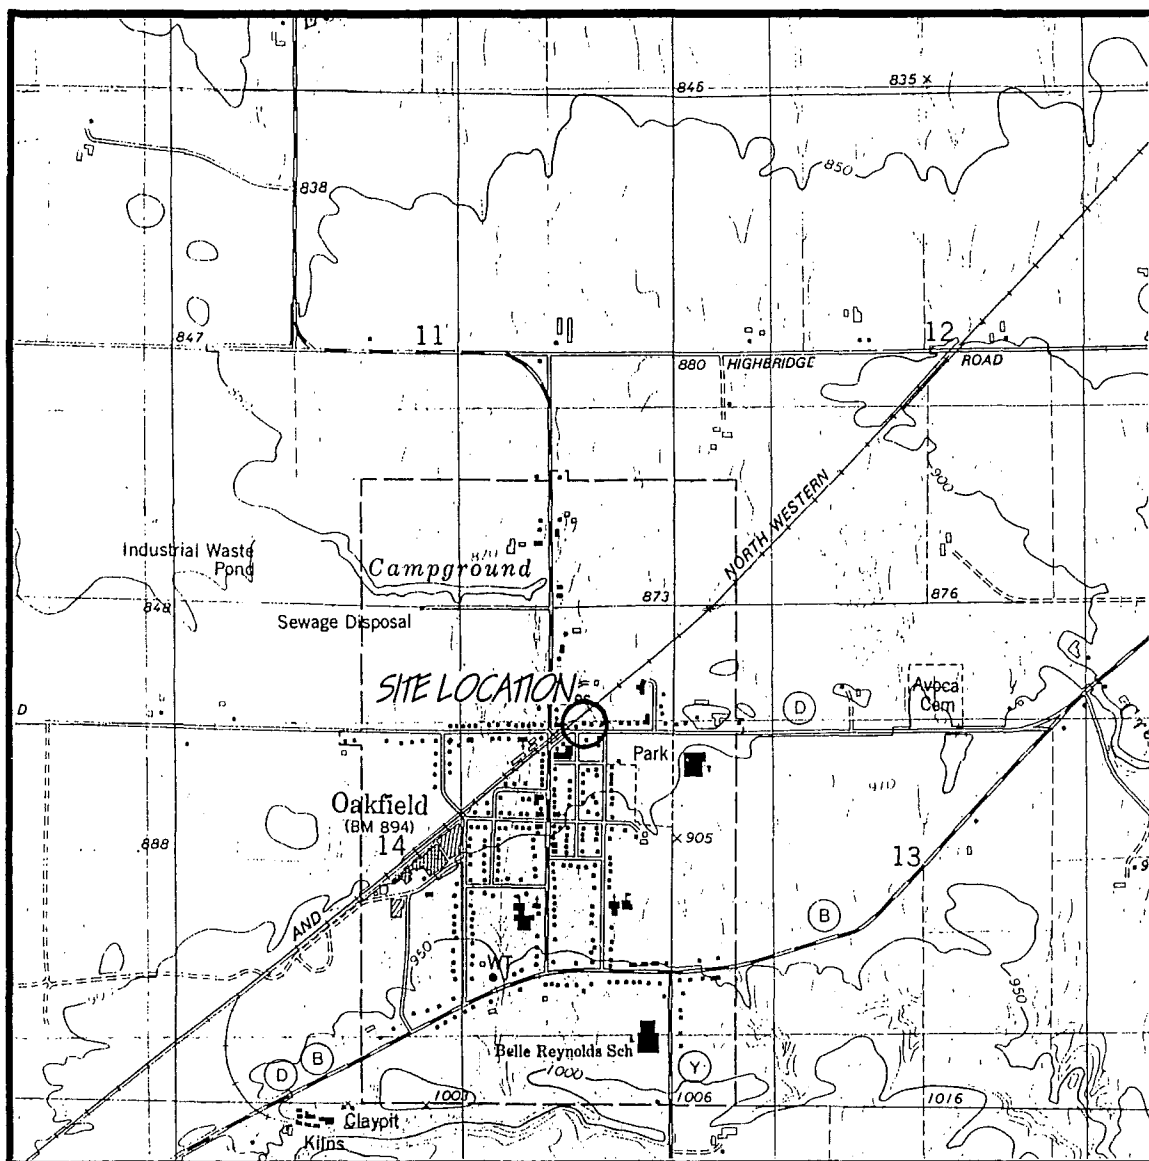 846
835
838
850
847
11
12
880
HIGHBRIDGE
ROAD
900
NORTH WESTERN
Industrial Waste
Pond
870
Campground
848
873
876
Sewage Disposal
SITE LOCATION
D
D
Avoca
Cem
Park
910
Oakfield
(BM 894)
14
888
905
13
AND
B
950
WT
950
Belle Reynolds Sch
1000
D
B
Y
1006
1016
Claypit
Kilns